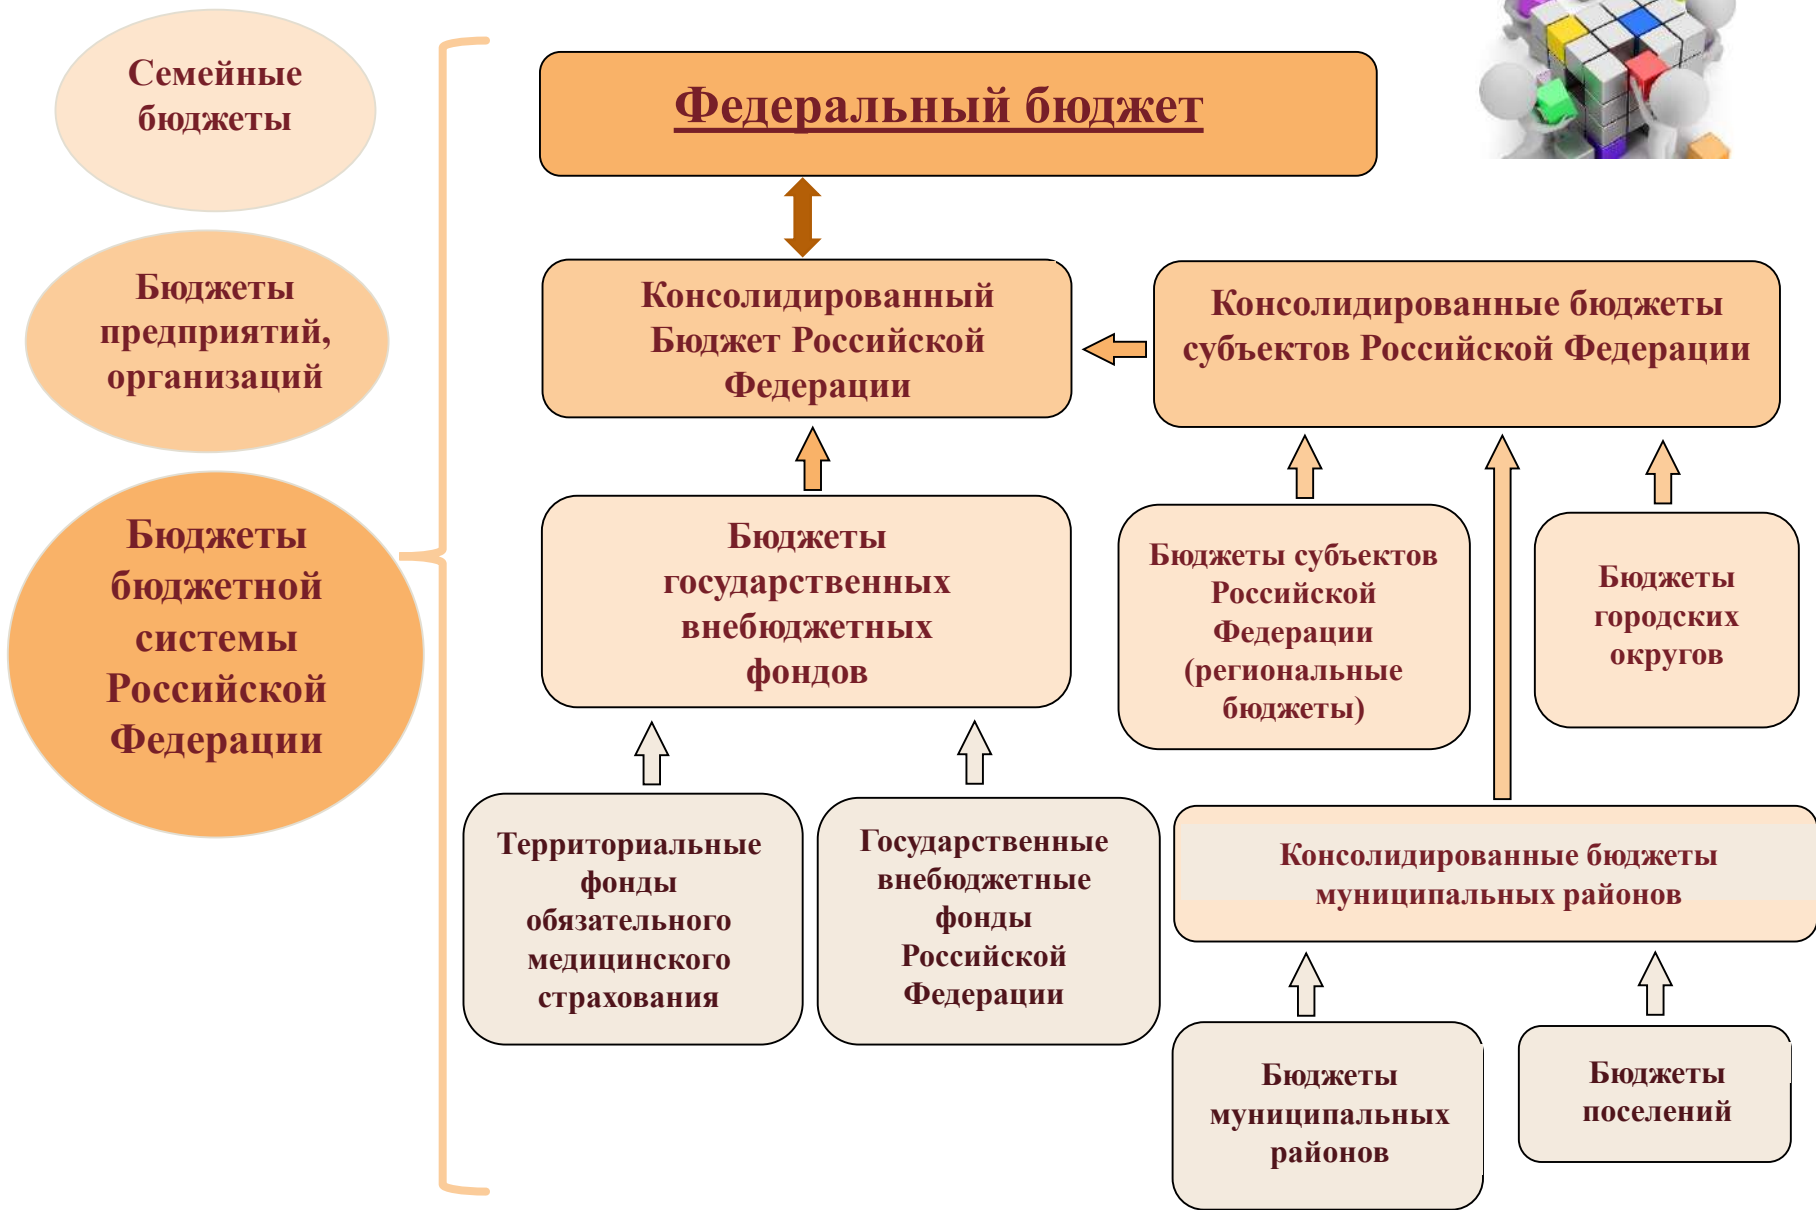 Семейные
бюджеты
Бюджеты
предприятий,
организаций
Бюджеты
бюджетной
системы
Российской
Федерации
Федеральный бюджет
Консолидированный
Бюджет Российской
Федерации
Консолидированные бюджеты
субъектов Российской Федерации
Бюджеты
государственных
внебюджетных
фондов
Бюджеты субъектов
Российской
Федерации
(региональные
бюджеты)
Бюджеты
городских
округов
Территориальные
фонды
обязательного
медицинского
страхования
Государственные
внебюджетные
фонды
Российской
Федерации
Консолидированные бюджеты
муниципальных районов
Бюджеты
муниципальных
районов
Бюджеты
поселений